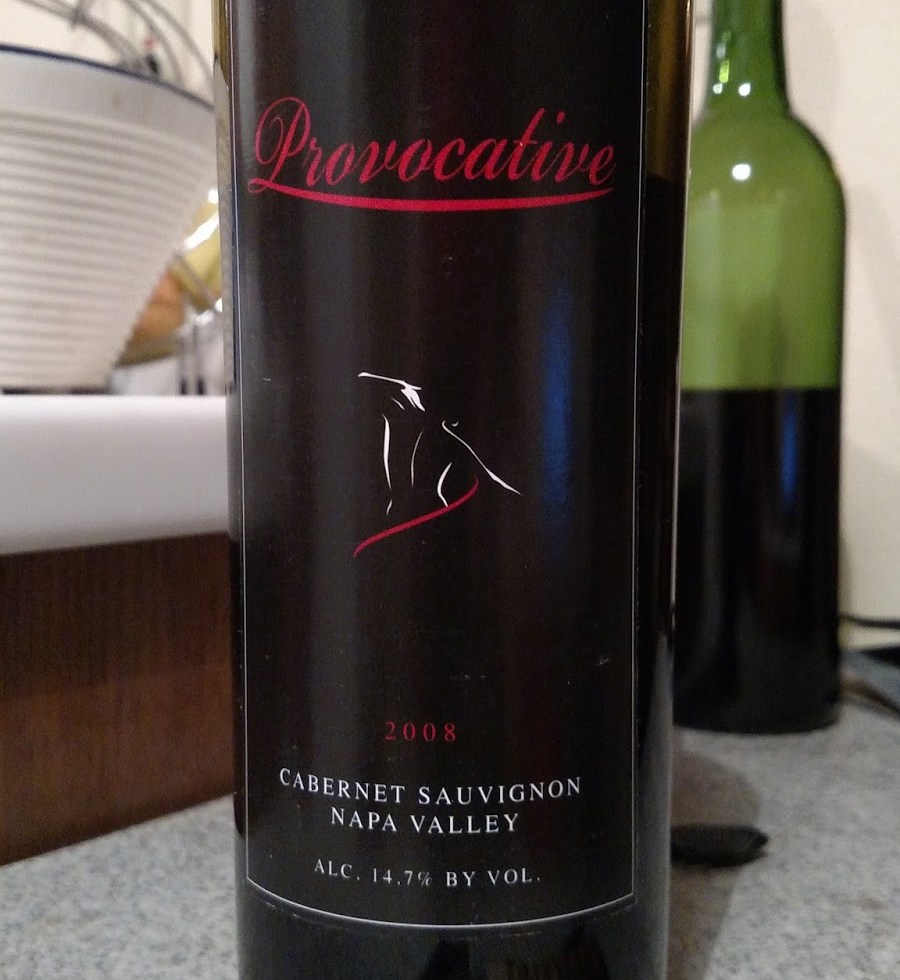 Provocative
2008
CABERNET SAUVIGNON
NAPA VALLEY
ALC. 14.7% BY VOL.